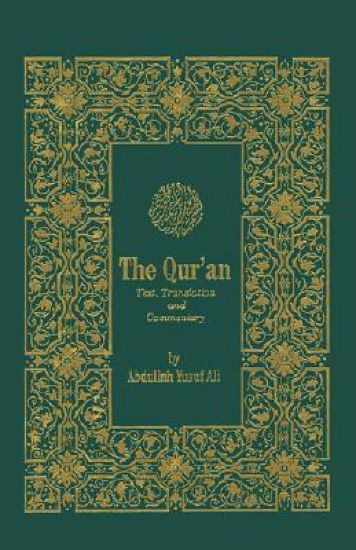 The Qur'an
Text, Translation
and
Commentary
by
Abdullah Yusuf Ali